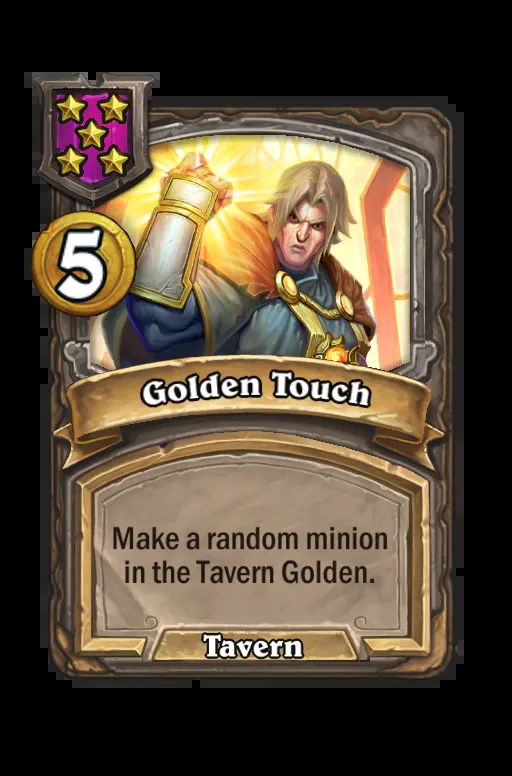 5
Golden Touch
Make a random minion
in the Tavern Golden.
Tavern